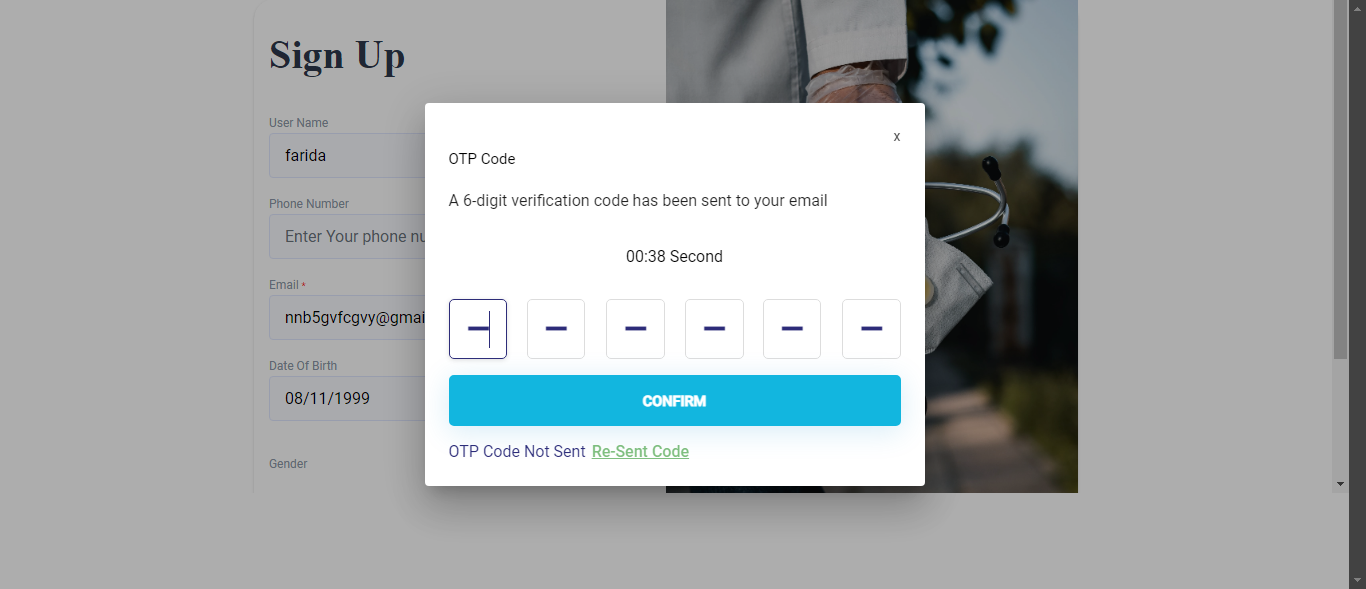 Sign Up
User Name
farida
Phone Number
Enter Your phone nu
Email *
nnb5gvfcgvy@gmai
Date Of Birth
08/11/1999
Gender
x
OTP Code
A 6-digit verification code has been sent to your email
00:38 Second
CONFIRM
OTP Code Not Sent Re-Sent Code